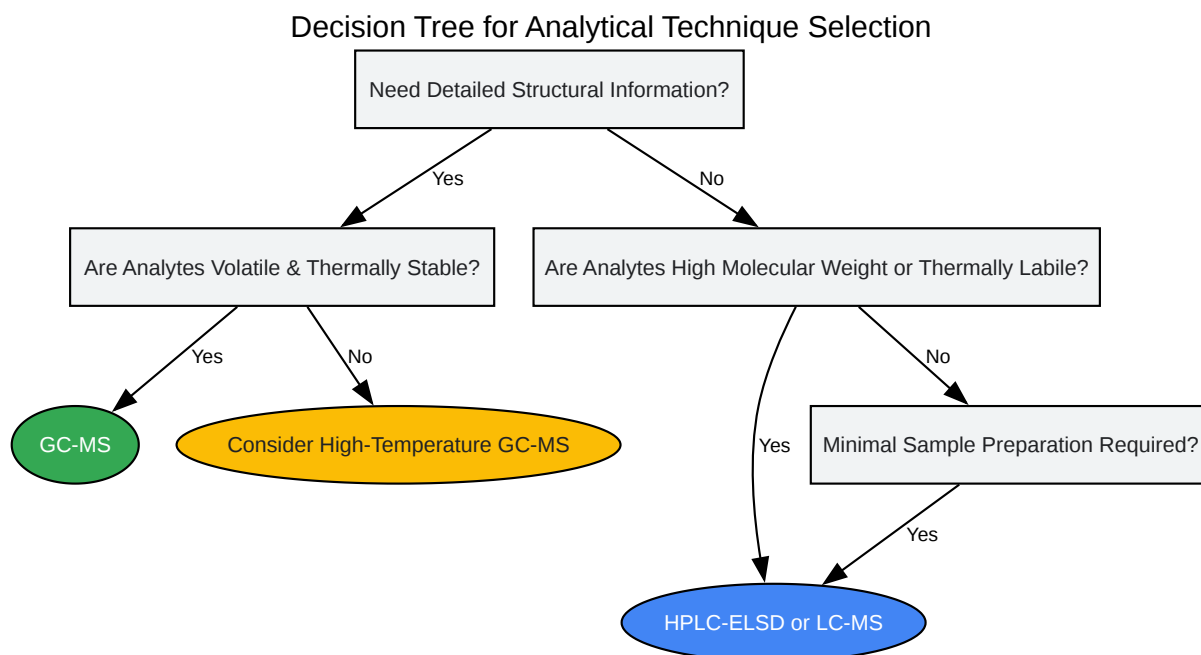 Decision Tree for Analytical Technique Selection
Need Detailed Structural Information?
Yes
No
Are Analytes Volatile & Thermally Stable?
Are Analytes High Molecular Weight or Thermally Labile?
Yes
No
No
GC-MS
Consider High-Temperature GC-MS
Yes
Minimal Sample Preparation Required?
Yes
HPLC-ELSD or LC-MS